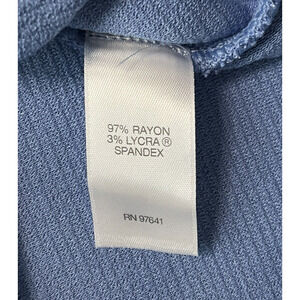 97% RAYON
3% LYCRA®
SPANDEX
RN 97641